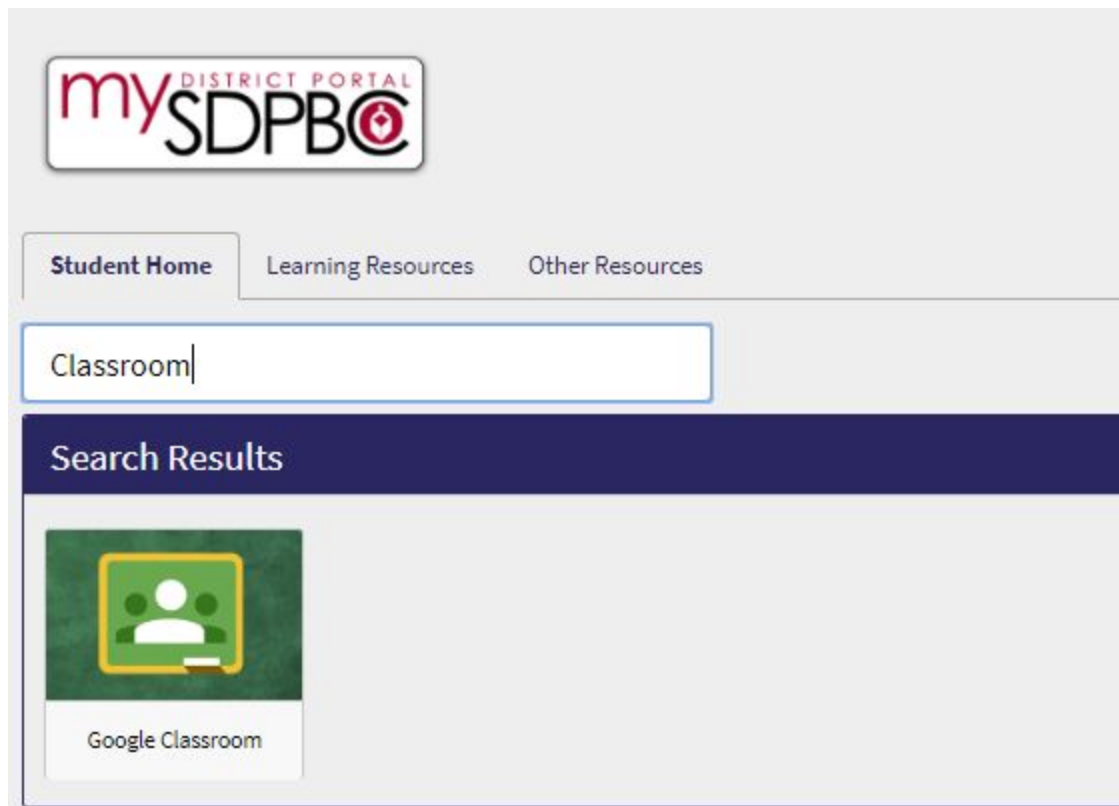 my DISTRICT PORTAL
SDPBC
Student Home Learning Resources Other Resources
Classroom
Search Results
Google Classroom